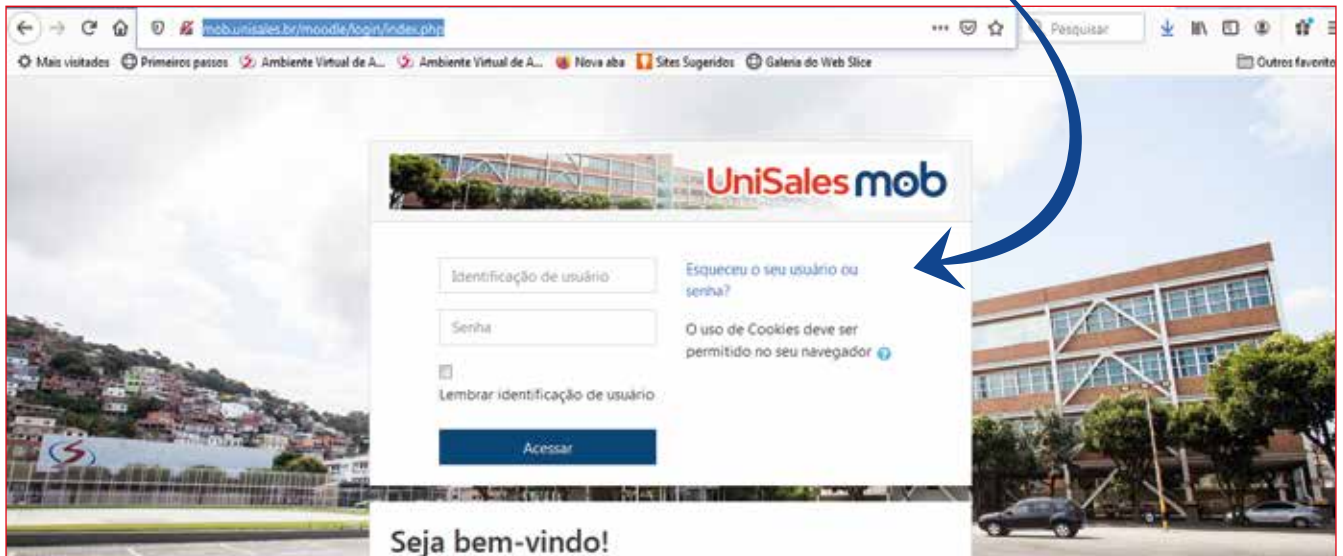 mob.unisales.br/moodle/login/index.php
Pesquisar
Mais visitados Primeiros passos Ambiente Virtual de A... Ambiente Virtual de A... Nova aba Sites Sugeridos Galeria do Web Slice Outros favorito
UniSales mob
Identificação de usuário
Senha
Lembrar identificação de usuário
Acessar
Esqueceu o seu usuário ou
senha?
O uso de Cookies deve ser
permitido no seu navegador
Seja bem-vindo!